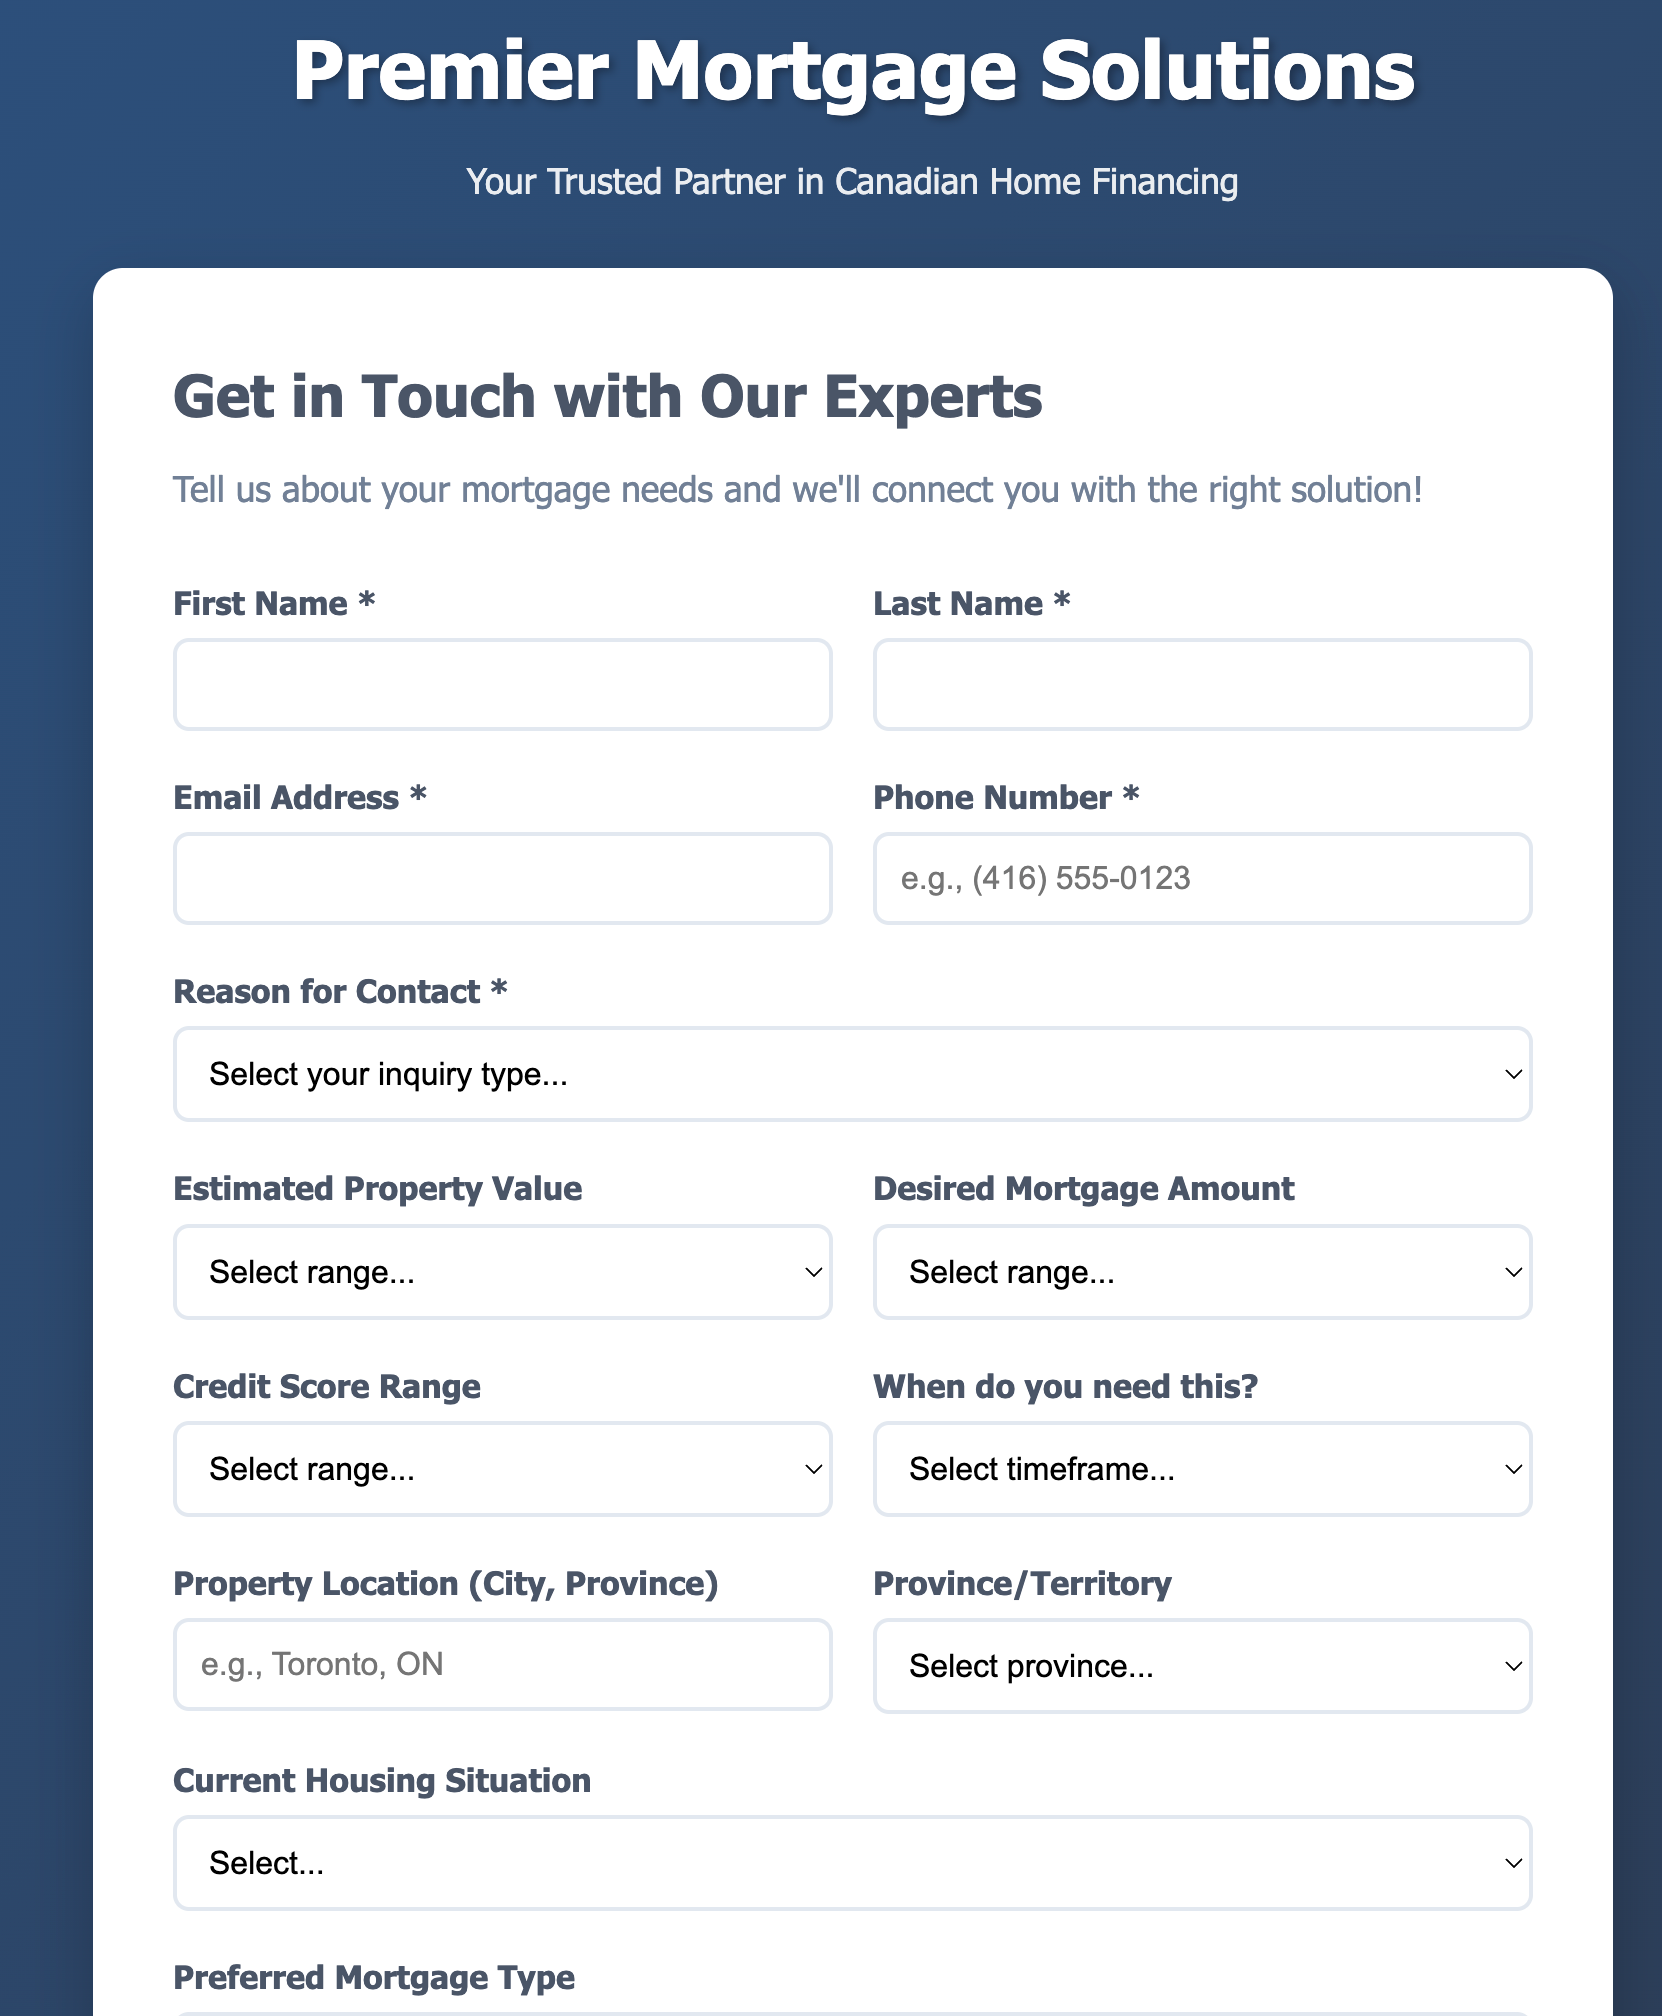 Premier Mortgage Solutions
Your Trusted Partner in Canadian Home Financing
Get in Touch with Our Experts
Tell us about your mortgage needs and we'll connect you with the right solution!
First Name *
Last Name *
Email Address *
Phone Number *
e.g., (416) 555-0123
Reason for Contact *
Select your inquiry type...
Estimated Property Value
Desired Mortgage Amount
Select range...
Select range...
Credit Score Range
When do you need this?
Select range...
Select timeframe...
Property Location (City, Province)
Province/Territory
e.g., Toronto, ON
Select province...
Current Housing Situation
Select...
Preferred Mortgage Type